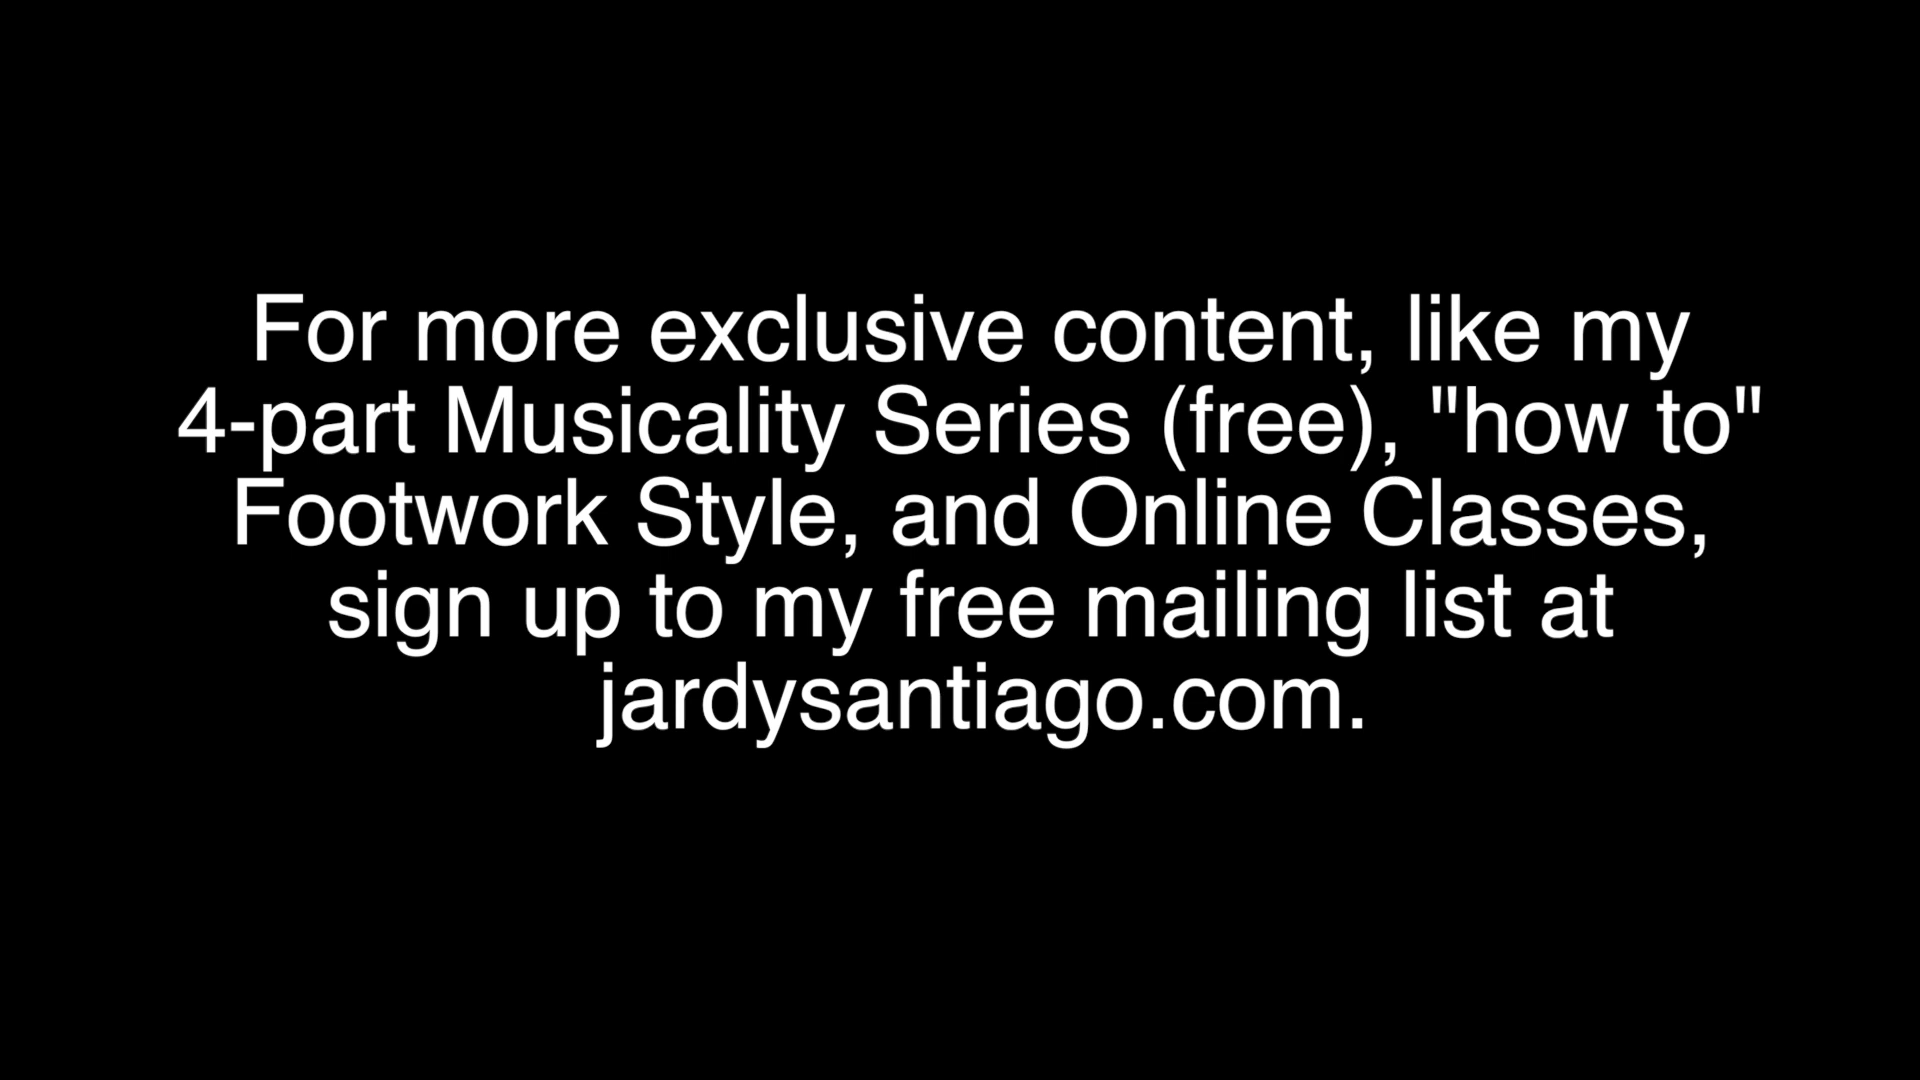 For more exclusive content, like my
4-part Musicality Series (free), "how to"
Footwork Style, and Online Classes,
sign up to my free mailing list at
jardysantiago.com.